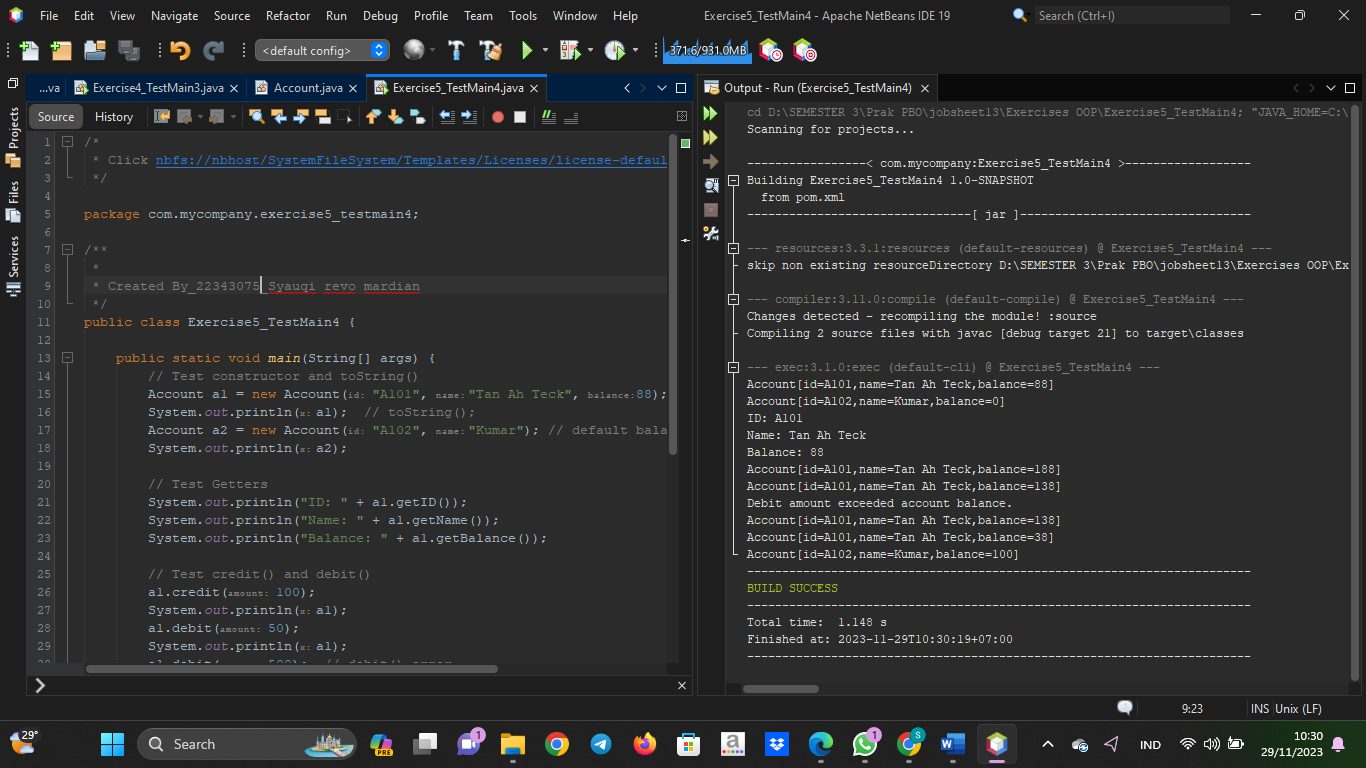 File Edit View Navigate Source Refactor Run Debug Profile Team Tools Window Help
Exercise5_TestMain4 - Apache NetBeans IDE 19
Search (Ctrl+I)
<default config>
371.6/931.0MB
...va Exercise4_TestMain3.java Account.java Exercise5_TestMain4.java
Source History
Projects
Files
Services
1 /*
2 * Click nbfs://nbhost/SystemFileSystem/Templates/Licenses/license-defaul
3 */
4
5 package com.mycompany.exercise5_testmain4;
6
7 /**
8 *
9 * Created By_22343075_Syauqi revo mardian
10 */
11 public class Exercise5_TestMain4 {
12
13 public static void main(String[] args) {
14 // Test constructor and toString()
15 Account a1 = new Account(id: "A101", name: "Tan Ah Teck", balance: 88);
16 System.out.println(x: a1); // toString();
17 Account a2 = new Account(id: "A102", name: "Kumar"); // default bala
18 System.out.println(x: a2);
19
20 // Test Getters
21 System.out.println("ID: " + a1.getID());
22 System.out.println("Name: " + a1.getName());
23 System.out.println("Balance: " + a1.getBalance());
24
25 // Test credit() and debit()
26 a1.credit(amount: 100);
27 System.out.println(x: a1);
28 a1.debit(amount: 50);
29 System.out.println(x: a1);
Output - Run (Exercise5_TestMain4)
cd D:\SEMESTER 3\Prak PBO\jobsheet13\Exercises OOP\Exercise5_TestMain4; "JAVA_HOME=C:\
Scanning for projects...
-----------------< com.mycompany:Exercise5_TestMain4 >------------------
Building Exercise5_TestMain4 1.0-SNAPSHOT
from pom.xml
--------------------------------[ jar ]---------------------------------
--- resources:3.3.1:resources (default-resources) @ Exercise5_TestMain4 ---
skip non existing resourceDirectory D:\SEMESTER 3\Prak PBO\jobsheet13\Exercises OOP\Ex
--- compiler:3.11.0:compile (default-compile) @ Exercise5_TestMain4 ---
Changes detected - recompiling the module! :source
Compiling 2 source files with javac [debug target 21] to target\classes
--- exec:3.1.0:exec (default-cli) @ Exercise5_TestMain4 ---
Account[id=A101,name=Tan Ah Teck,balance=88]
Account[id=A102,name=Kumar,balance=0]
ID: A101
Name: Tan Ah Teck
Balance: 88
Account[id=A101,name=Tan Ah Teck,balance=188]
Account[id=A101,name=Tan Ah Teck,balance=138]
Debit amount exceeded account balance.
Account[id=A101,name=Tan Ah Teck,balance=138]
Account[id=A101,name=Tan Ah Teck,balance=38]
Account[id=A102,name=Kumar,balance=100]
------------------------------------------------------------------------
BUILD SUCCESS
------------------------------------------------------------------------
Total time: 1.148 s
Finished at: 2023-11-29T10:30:19+07:00
------------------------------------------------------------------------
9:23 INS Unix (LF)
29°
Search
PRE
1
a
1
S
W
IND
10:30
29/11/2023